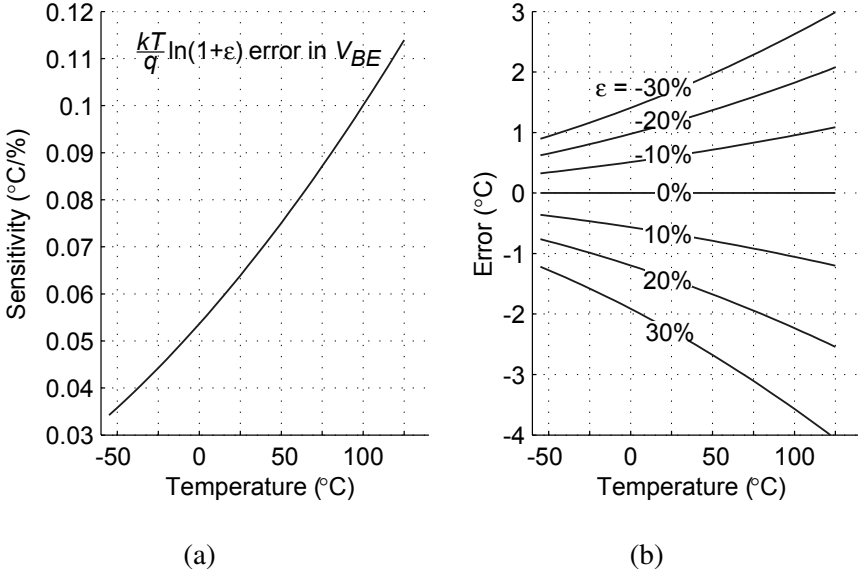 0.12
0.11
0.1
0.09
0.08
0.07
0.06
0.05
0.04
0.03
Sensitivity (°C/%)
kT/q ln(1+ε) error in V_BE
-50 0 50 100
Temperature (°C)
(a)
3
2
1
0
-1
-2
-3
-4
Error (°C)
ε = -30%
-20%
-10%
0%
10%
20%
30%
-50 0 50 100
Temperature (°C)
(b)